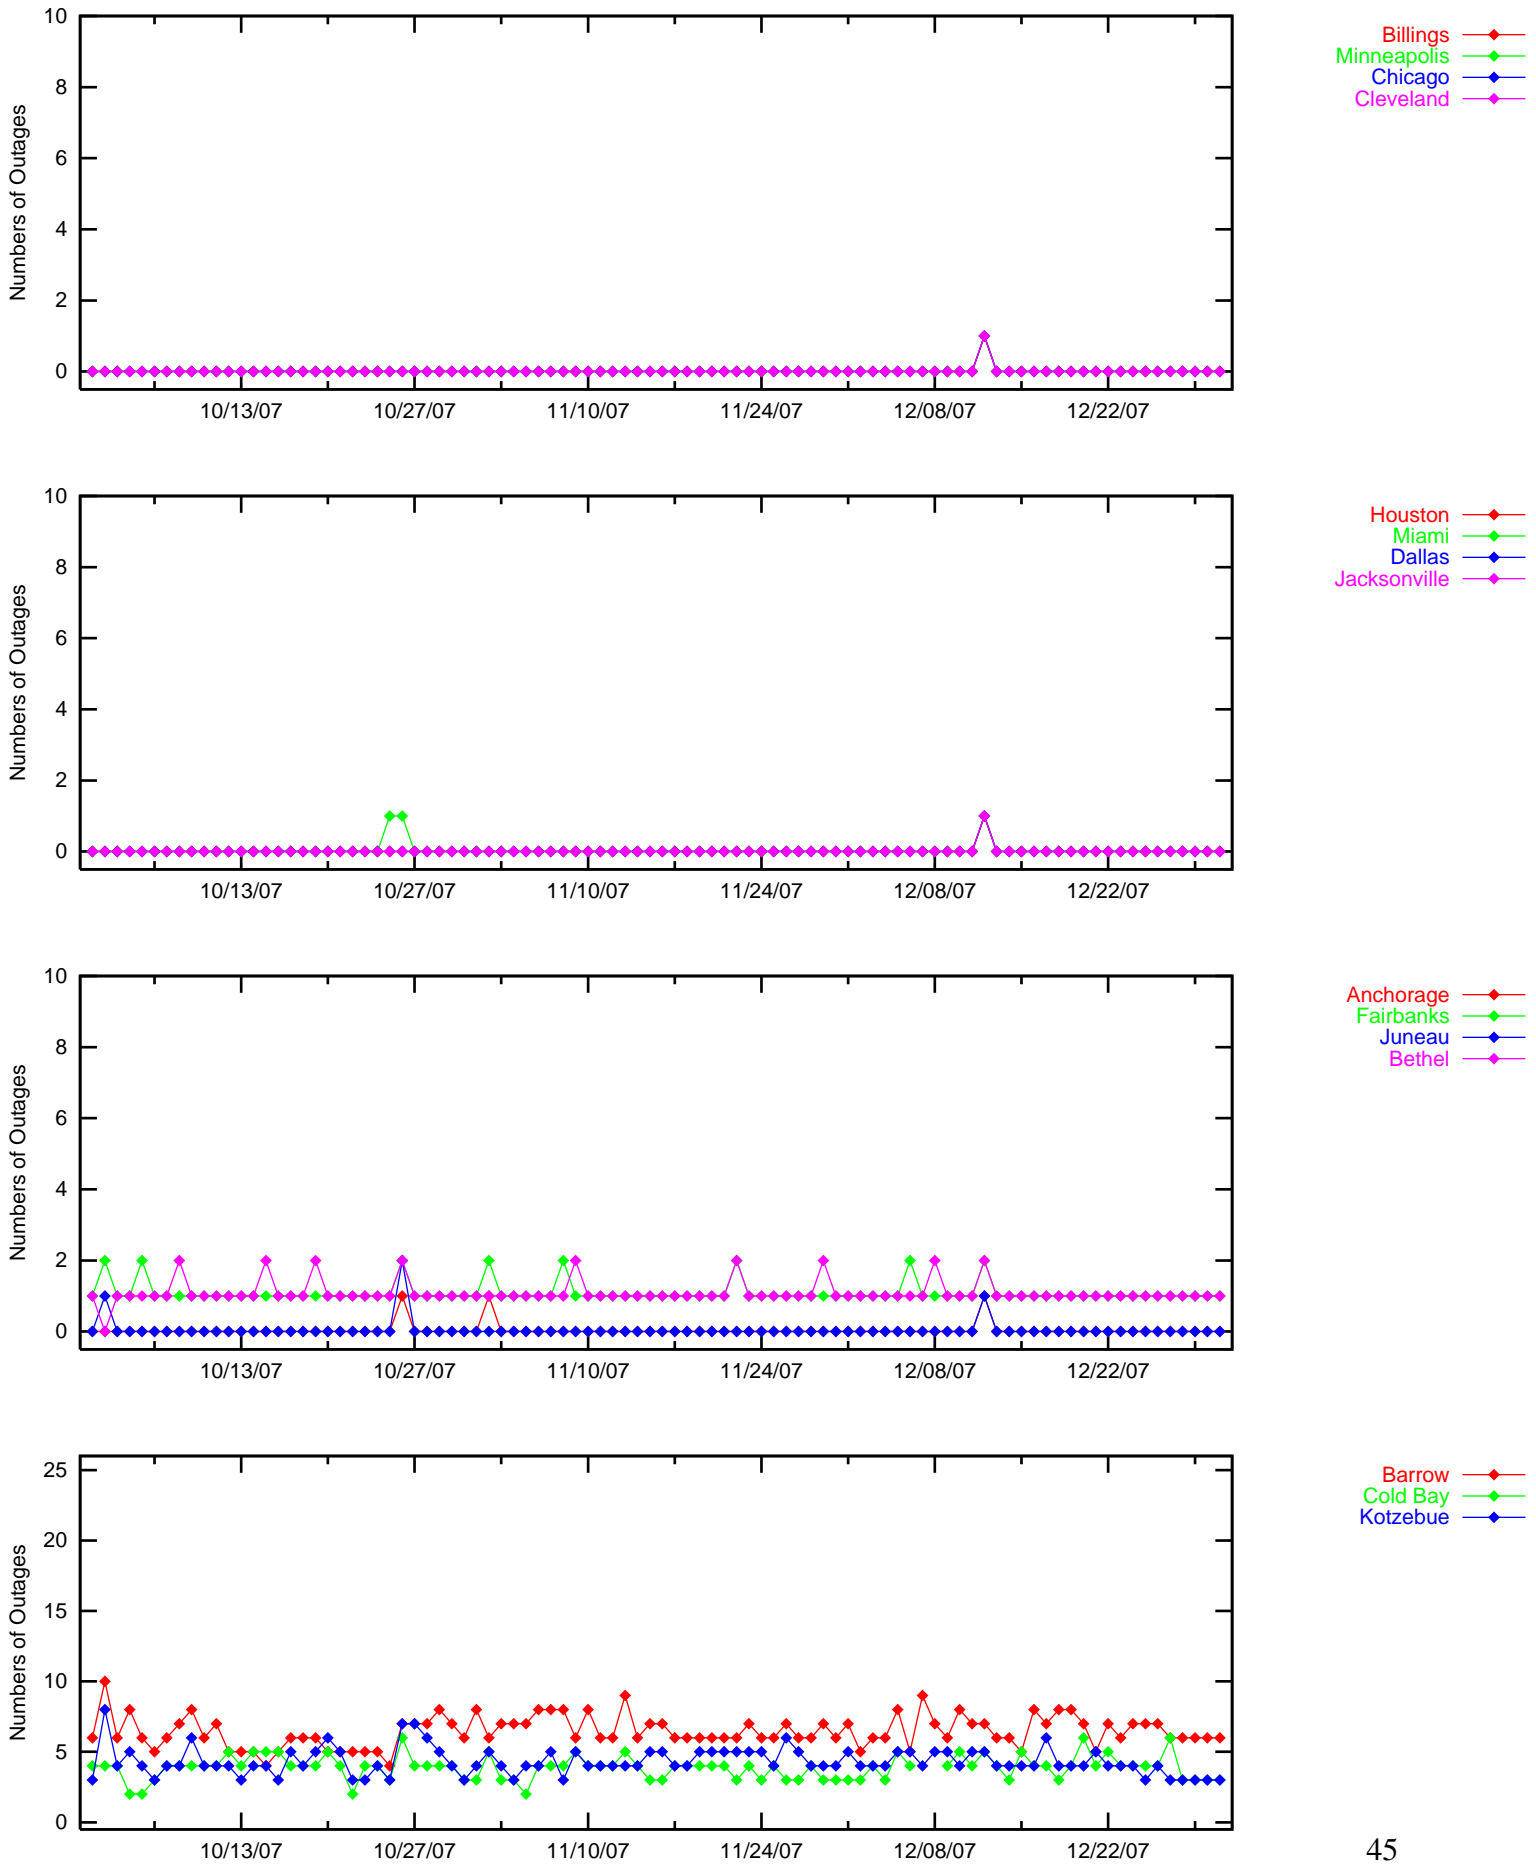 10
8
6
4
2
0
Numbers of Outages
10/13/07 10/27/07 11/10/07 11/24/07 12/08/07 12/22/07
Billings
Minneapolis
Chicago
Cleveland
10
8
6
4
2
0
Numbers of Outages
10/13/07 10/27/07 11/10/07 11/24/07 12/08/07 12/22/07
Houston
Miami
Dallas
Jacksonville
10
8
6
4
2
0
Numbers of Outages
10/13/07 10/27/07 11/10/07 11/24/07 12/08/07 12/22/07
Anchorage
Fairbanks
Juneau
Bethel
25
20
15
10
5
0
Numbers of Outages
10/13/07 10/27/07 11/10/07 11/24/07 12/08/07 12/22/07
Barrow
Cold Bay
Kotzebue
45